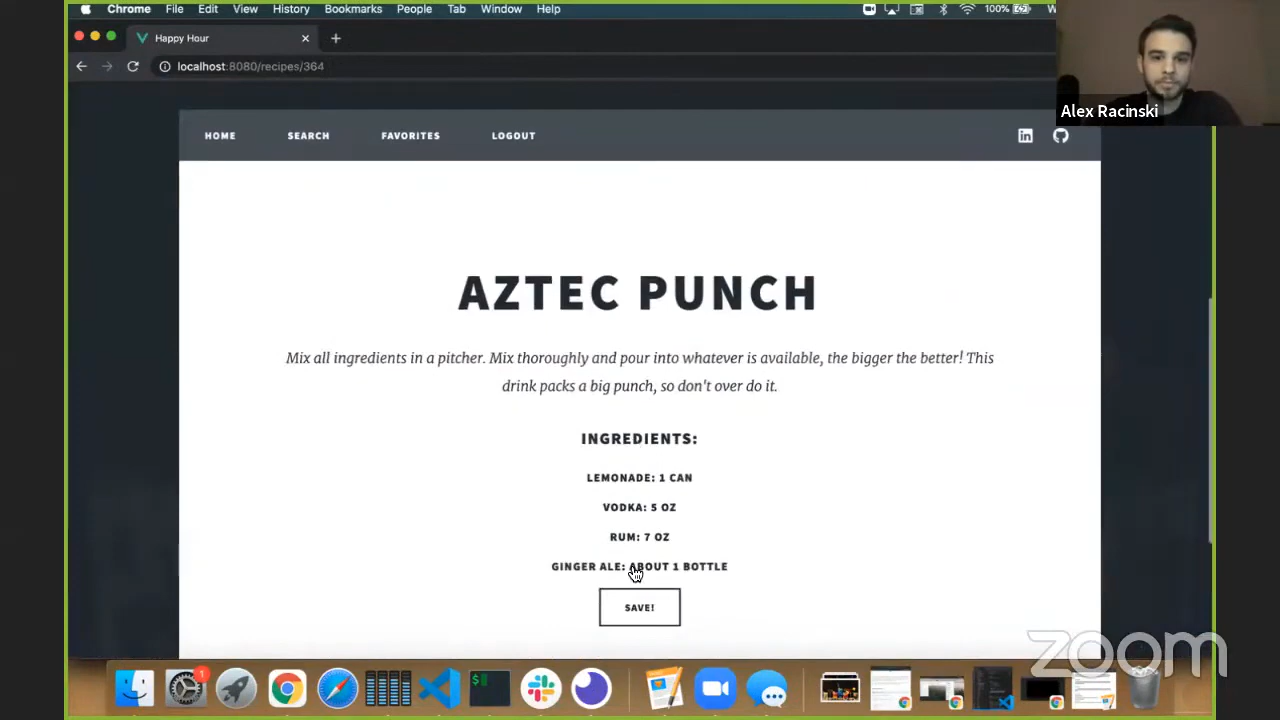 Chrome File Edit View History Bookmarks People Tab Window Help
100%
Happy Hour
localhost:8080/recipes/364
Alex Racinski
HOME SEARCH FAVORITES LOGOUT
AZTEC PUNCH
Mix all ingredients in a pitcher. Mix thoroughly and pour into whatever is available, the bigger the better! This
drink packs a big punch, so don't over do it.
INGREDIENTS:
LEMONADE: 1 CAN
VODKA: 5 OZ
RUM: 7 OZ
GINGER ALE: ABOUT 1 BOTTLE
SAVE!
zoom
1